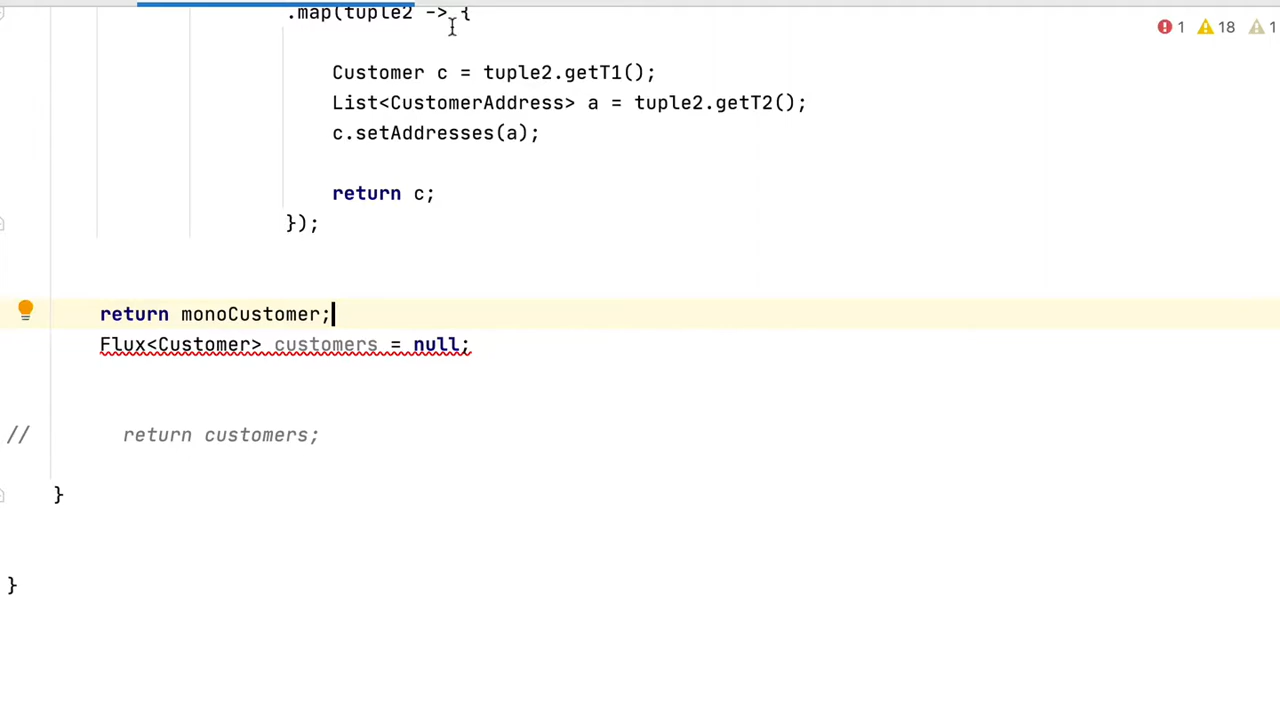 .map(tuple2 -> {
1 18 1
Customer c = tuple2.getT1();
List<CustomerAddress> a = tuple2.getT2();
c.setAddresses(a);
return c;
});
return monoCustomer;
Flux<Customer> customers = null;
// return customers;
}
}